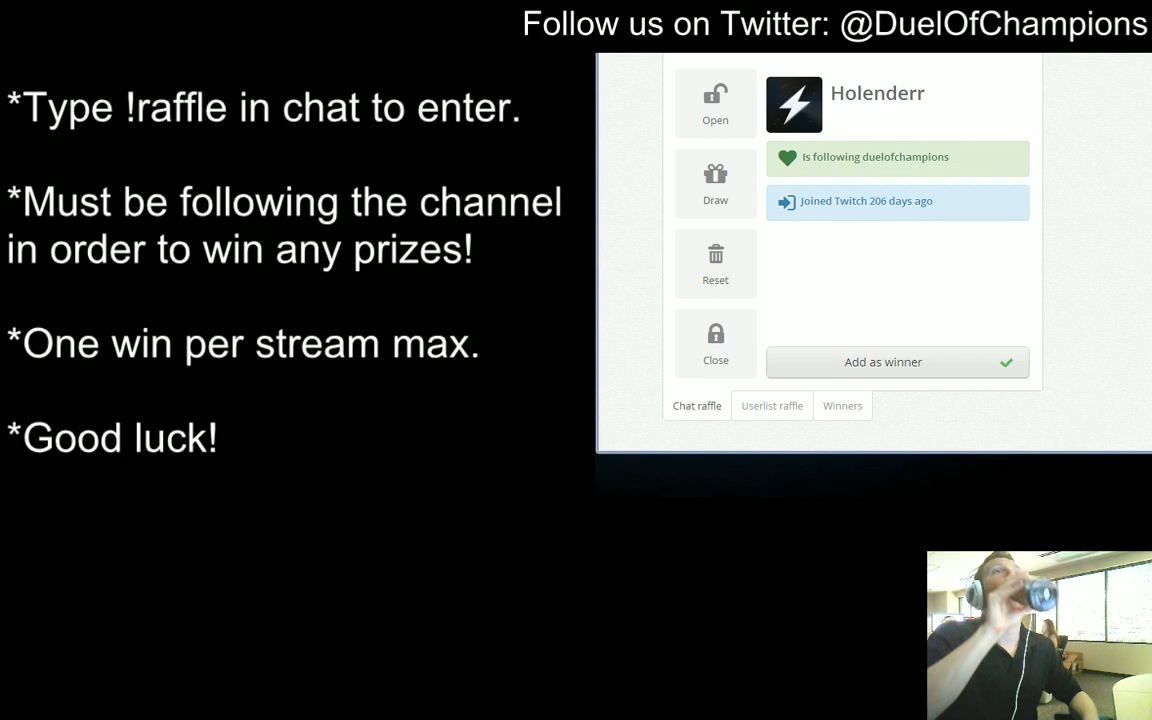 Follow us on Twitter: @DuelOfChampions
*Type !raffle in chat to enter.
*Must be following the channel
in order to win any prizes!
*One win per stream max.
*Good luck!
Open
Draw
Reset
Close
Holenderr
Is following duelofchampions
Joined Twitch 206 days ago
Add as winner
Chat raffle
Userlist raffle
Winners